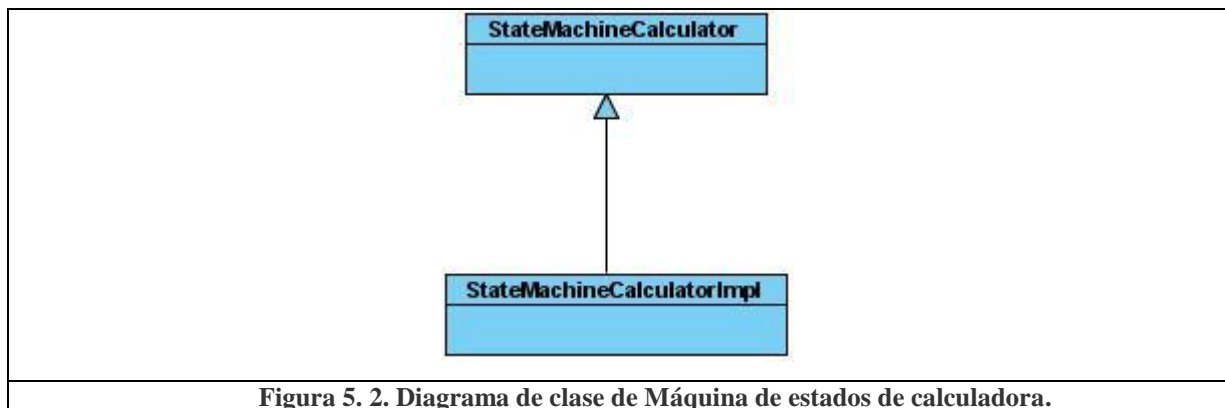 StateMachineCalculator
StateMachineCalculatorImpl
Figura 5. 2. Diagrama de clase de Máquina de estados de calculadora.